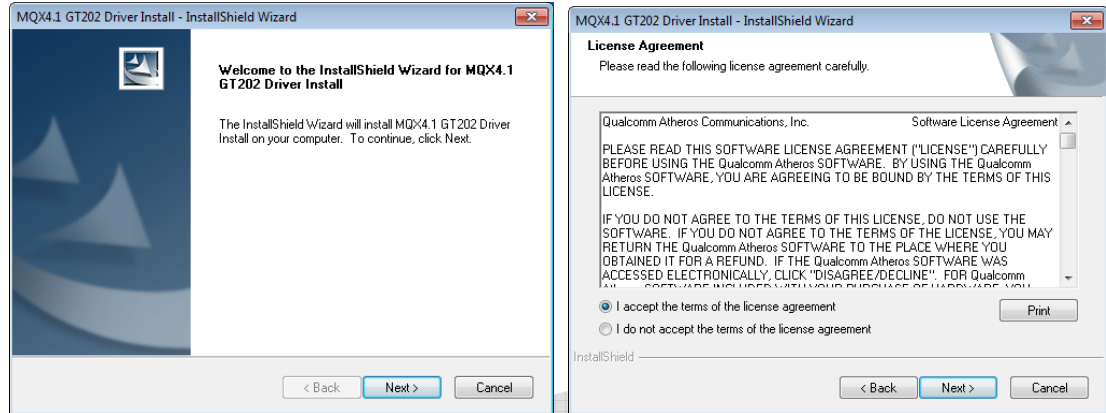 MQX4.1 GT202 Driver Install - InstallShield Wizard
Welcome to the InstallShield Wizard for MQX4.1
GT202 Driver Install
The InstallShield Wizard will install MQX4.1 GT202 Driver
Install on your computer. To continue, click Next.
< Back
Next >
Cancel
MQX4.1 GT202 Driver Install - InstallShield Wizard
License Agreement
Please read the following license agreement carefully.
Qualcomm Atheros Communications, Inc. Software License Agreement
PLEASE READ THIS SOFTWARE LICENSE AGREEMENT ("LICENSE") CAREFULLY
BEFORE USING THE Qualcomm Atheros SOFTWARE. BY USING THE Qualcomm
Atheros SOFTWARE, YOU ARE AGREEING TO BE BOUND BY THE TERMS OF THIS
LICENSE.
IF YOU DO NOT AGREE TO THE TERMS OF THIS LICENSE, DO NOT USE THE
SOFTWARE. IF YOU DO NOT AGREE TO THE TERMS OF THE LICENSE, YOU MAY
RETURN THE Qualcomm Atheros SOFTWARE TO THE PLACE WHERE YOU
OBTAINED IT FOR A REFUND. IF THE Qualcomm Atheros SOFTWARE WAS
ACCESSED ELECTRONICALLY, CLICK "DISAGREE/DECLINE". FOR Qualcomm
SOFTWARE INCLUDED WITH YOUR PURCHASE OF HARDWARE, YOU
I accept the terms of the license agreement
Print
I do not accept the terms of the license agreement
InstallShield
< Back
Next >
Cancel